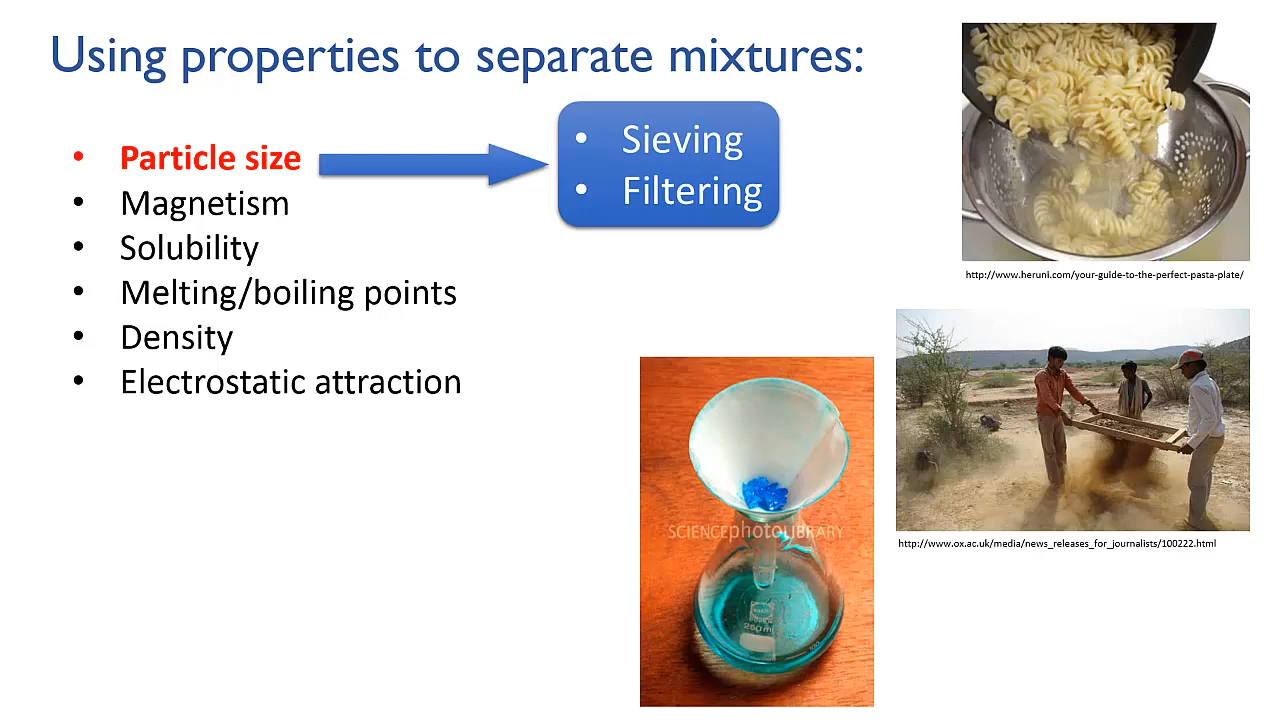 Using properties to separate mixtures:
• Particle size
• Magnetism
• Solubility
• Melting/boiling points
• Density
• Electrostatic attraction
• Sieving
• Filtering
http://www.heruni.com/your-guide-to-the-perfect-pasta-plate/
http://www.ox.ac.uk/media/news_releases_for_journalists/100222.html
SCIENCEphotoLIBRARY
250 ml